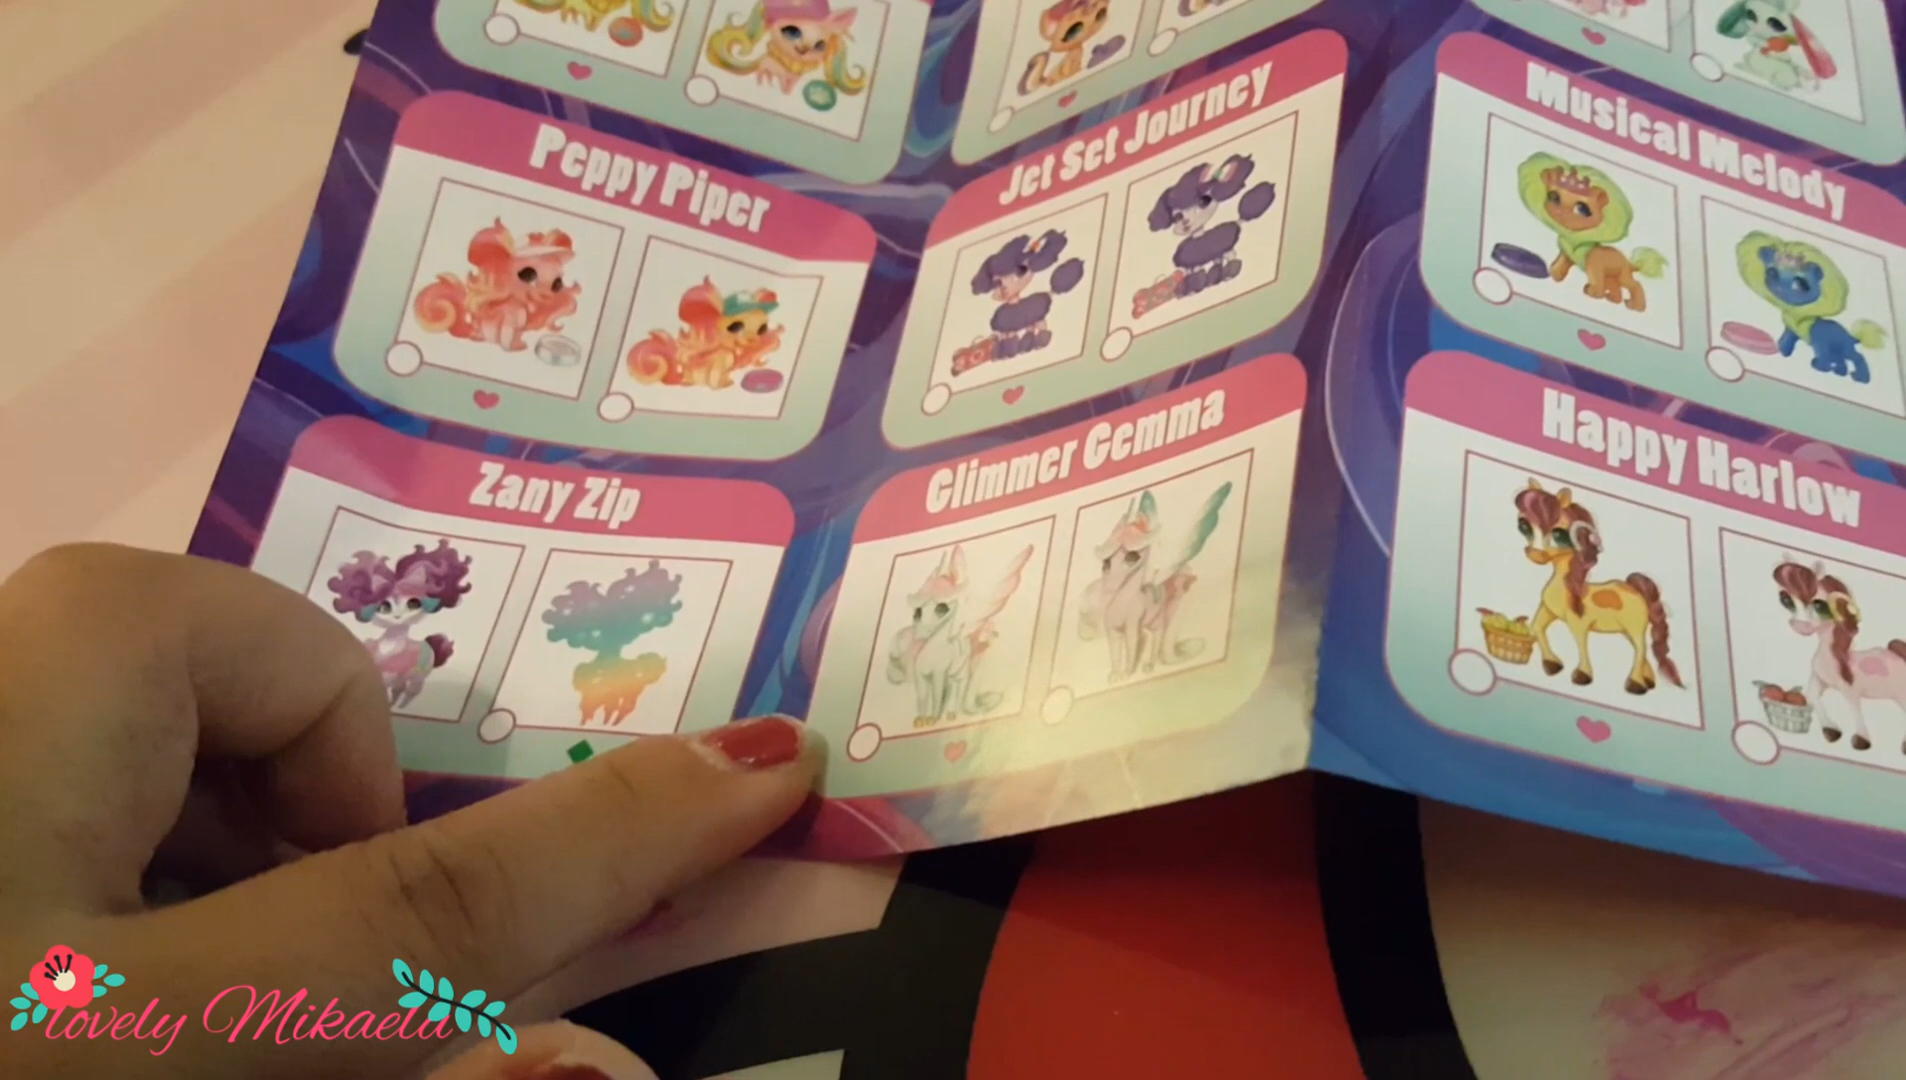 Peppy Piper
Jet Set Journey
Musical Melody
Zany Zip
Glimmer Gemma
Happy Harlow
lovely Mikaela